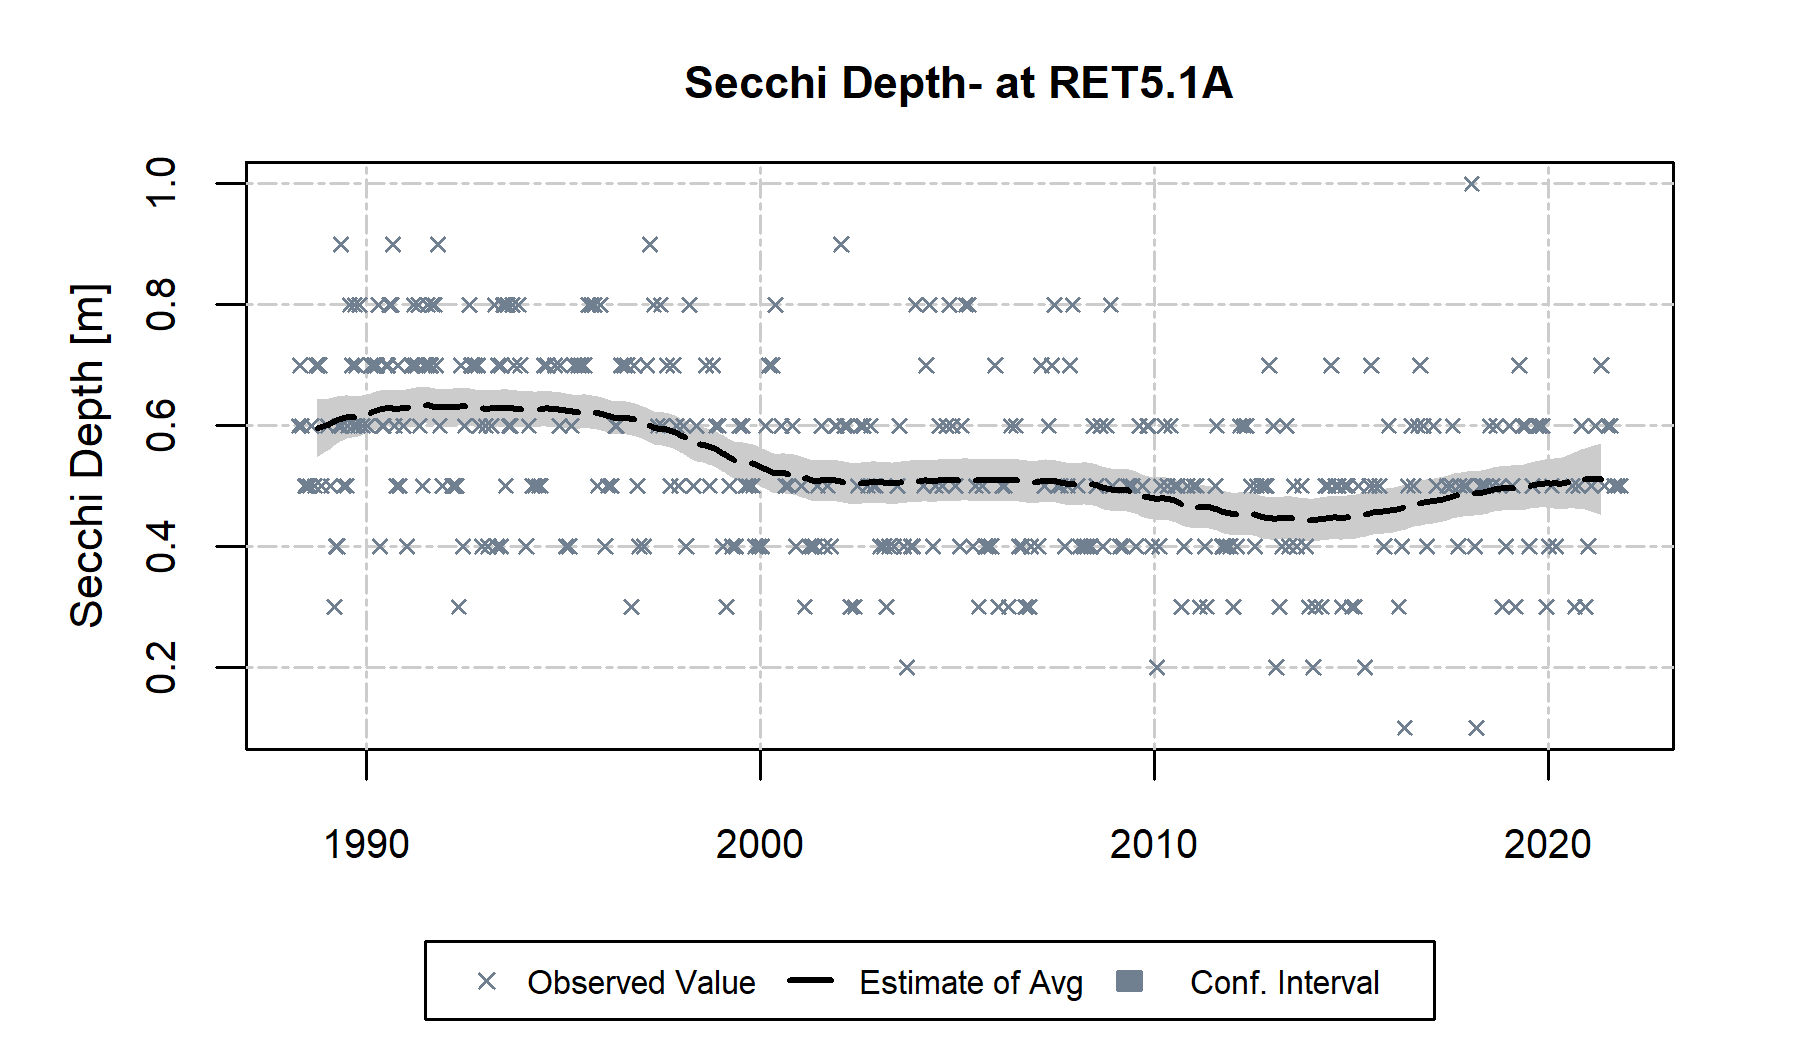 Secchi Depth- at RET5.1A
Secchi Depth [m]
1.0
0.8
0.6
0.4
0.2
1990 2000 2010 2020
Observed Value Estimate of Avg Conf. Interval